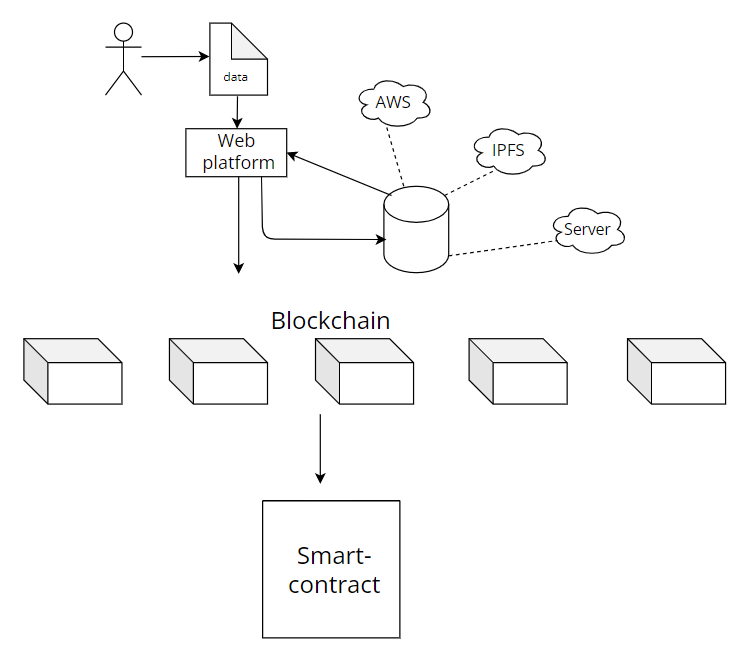 data
AWS
Web
platform
IPFS
Server
Blockchain
Smart-
contract